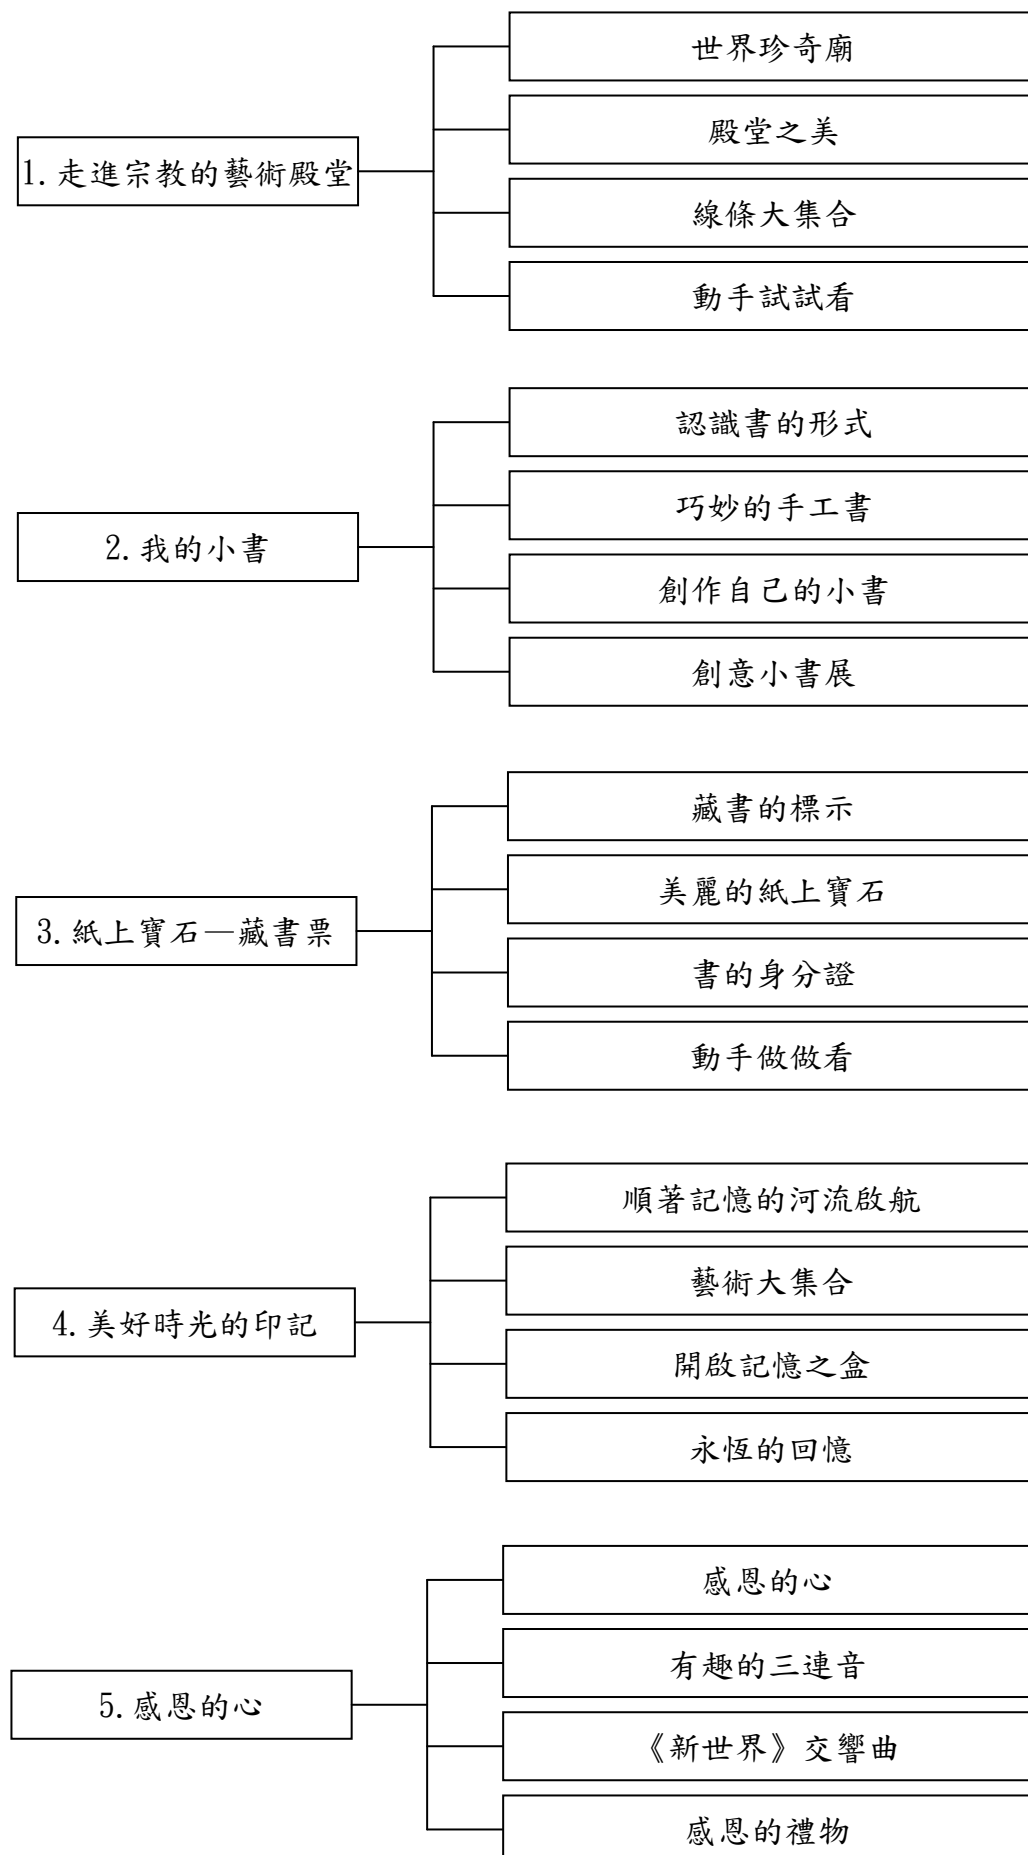 1.走進宗教的藝術殿堂
世界珍奇廟
殿堂之美
線條大集合
動手試試看
2.我的小書
認識書的形式
巧妙的手工書
創作自己的小書
創意小書展
3.紙上寶石—藏書票
藏書的標示
美麗的紙上寶石
書的身分證
動手做做看
4.美好時光的印記
順著記憶的河流啟航
藝術大集合
開啟記憶之盒
永恆的回憶
5.感恩的心
感恩的心
有趣的三連音
《新世界》交響曲
感恩的禮物